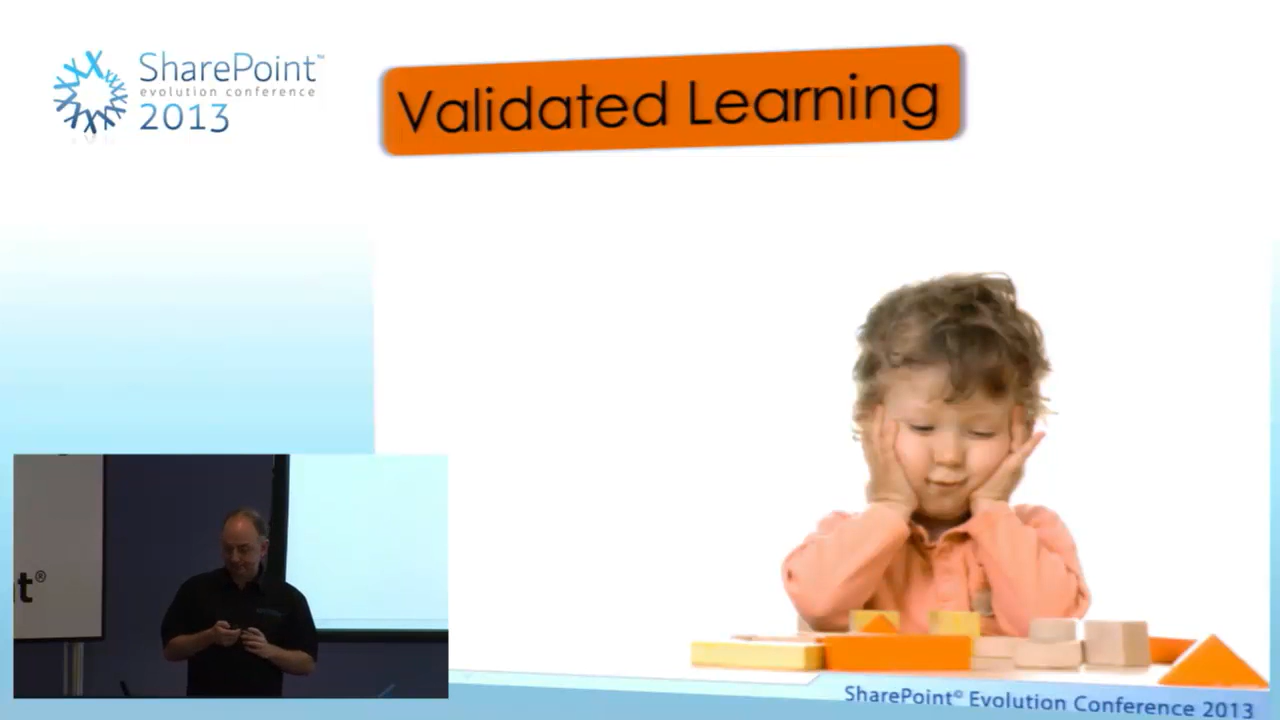 SharePoint™
evolution conference
2013
Validated Learning
t®
SharePoint® Evolution Conference 2013